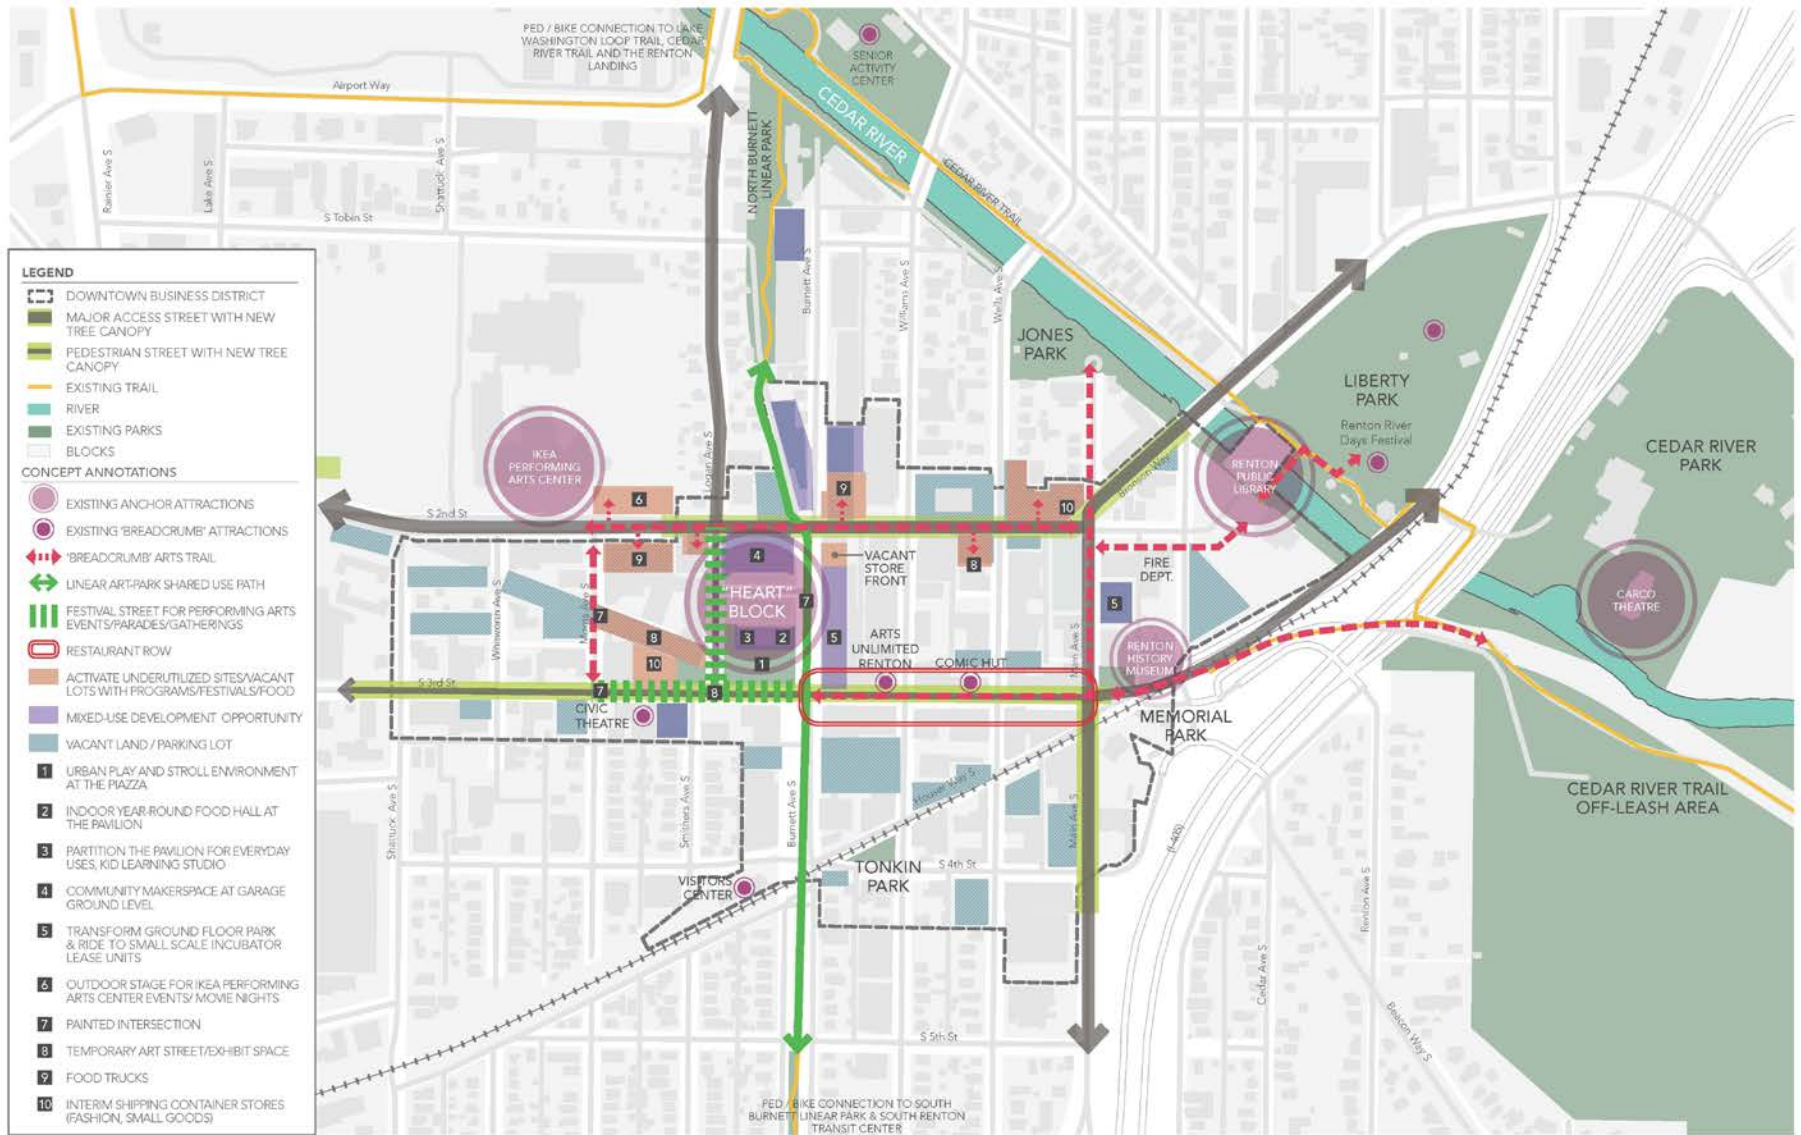 PED / BIKE CONNECTION TO LAKE
WASHINGTON LOOP TRAIL, CEDAR
RIVER TRAIL AND THE RENTON
LANDING
SENIOR
ACTIVITY
CENTER
Airport Way
CEDAR RIVER
NORTH BURNETT
LINEAR PARK
CEDAR RIVER TRAIL
Rainier Ave S
Lake Ave S
Shattuck Ave S
S Tobin St
Burnett Ave S
Williams Ave S
Wells Ave S
JONES
PARK
LIBERTY
PARK
Renton River
Days Festival
CEDAR RIVER
PARK
LEGEND
DOWNTOWN BUSINESS DISTRICT
MAJOR ACCESS STREET WITH NEW
TREE CANOPY
PEDESTRIAN STREET WITH NEW TREE
CANOPY
EXISTING TRAIL
RIVER
EXISTING PARKS
BLOCKS
CONCEPT ANNOTATIONS
EXISTING ANCHOR ATTRACTIONS
EXISTING 'BREADCRUMB' ATTRACTIONS
'BREADCRUMB' ARTS TRAIL
LINEAR ART-PARK SHARED USE PATH
FESTIVAL STREET FOR PERFORMING ARTS
EVENTS/PARADES/GATHERINGS
RESTAURANT ROW
ACTIVATE UNDERUTILIZED SITES/VACANT
LOTS WITH PROGRAMS/FESTIVALS/FOOD
MIXED-USE DEVELOPMENT OPPORTUNITY
VACANT LAND / PARKING LOT
1 URBAN PLAY AND STROLL ENVIRONMENT
AT THE PIAZZA
2 INDOOR YEAR-ROUND FOOD HALL AT
THE PAVILION
3 PARTITION THE PAVILION FOR EVERYDAY
USES, KID LEARNING STUDIO
4 COMMUNITY MAKERSPACE AT GARAGE
GROUND LEVEL
5 TRANSFORM GROUND FLOOR PARK
& RIDE TO SMALL SCALE INCUBATOR
LEASE UNITS
6 OUTDOOR STAGE FOR IKEA PERFORMING
ARTS CENTER EVENTS/ MOVIE NIGHTS
7 PAINTED INTERSECTION
8 TEMPORARY ART STREET/EXHIBIT SPACE
9 FOOD TRUCKS
10 INTERIM SHIPPING CONTAINER STORES
(FASHION, SMALL GOODS)
IKEA
PERFORMING
ARTS CENTER
Logan Ave S
Bronson Way
RENTON
PUBLIC
LIBRARY
S 2nd St
6
9
10
9
4
VACANT
STORE
FRONT
8
FIRE
DEPT.
"HEART"
BLOCK
7
5
CARCO
THEATRE
Whitworth Ave S
Morris Ave S
7
8
10
3
2
1
5
ARTS
UNLIMITED
RENTON
COMIC HUT
Main Ave S
RENTON
HISTORY
MUSEUM
S 3rd St
7
8
CIVIC
THEATRE
MEMORIAL
PARK
Shattuck Ave S
Smithers Ave S
Burnett Ave S
Houser Way S
Main Ave S
(I-405)
CEDAR RIVER TRAIL
OFF-LEASH AREA
S 4th St
TONKIN
PARK
VISITORS
CENTER
Renton Ave S
Cedar Ave S
Beacon Way S
S 5th St
PED / BIKE CONNECTION TO SOUTH
BURNETT LINEAR PARK & SOUTH RENTON
TRANSIT CENTER